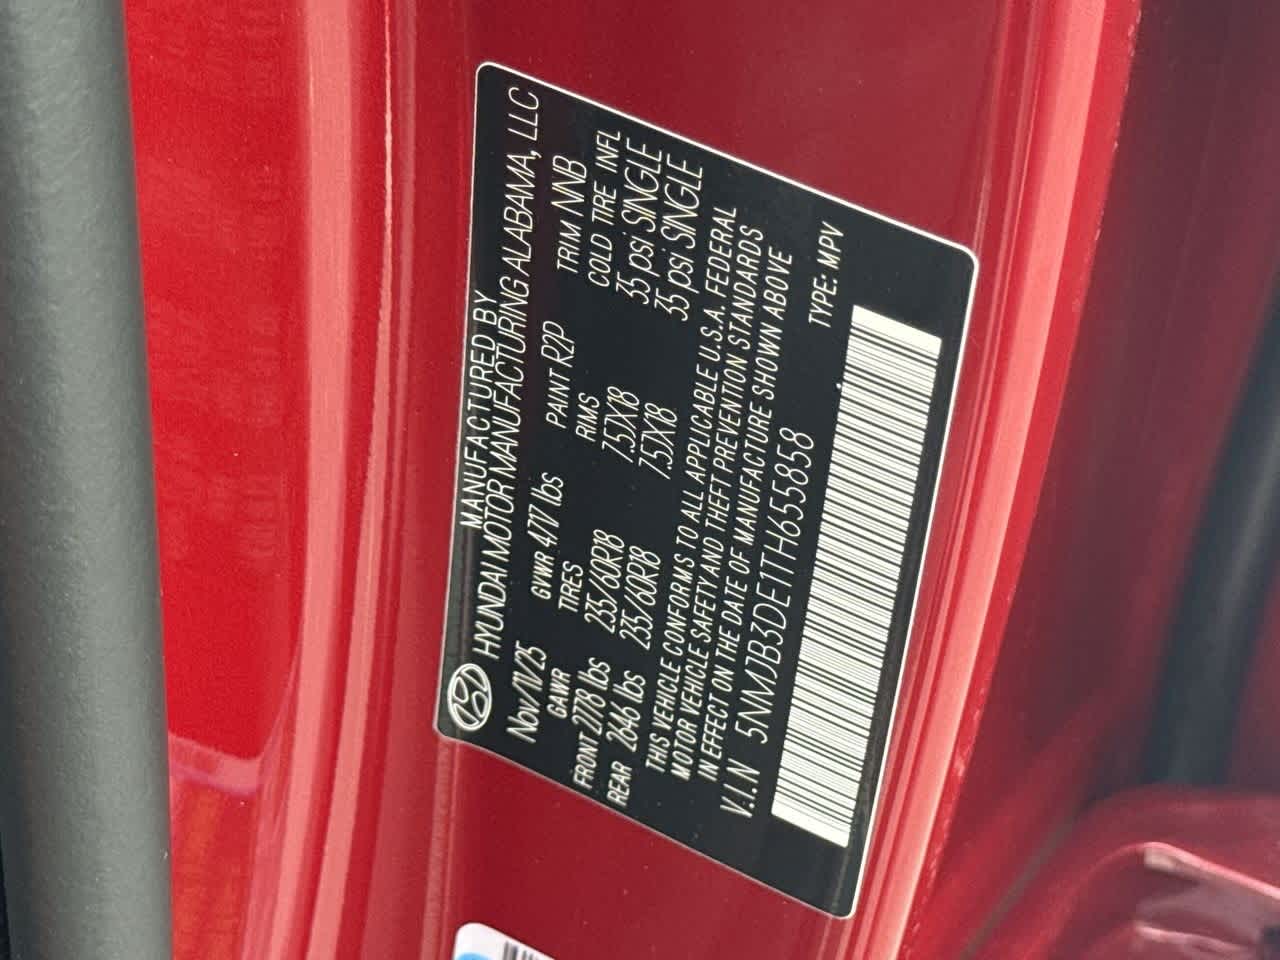 MANUFACTURED BY
HYUNDAI MOTOR MANUFACTURING ALABAMA, LLC
Nov/17/25 GVWR 4717 lbs PAINT R2P TRIM NNB
GAWR TIRES RIMS COLD TIRE INFL
FRONT 2778 lbs 235/60R18 7.5JX18 35 psi SINGLE
REAR 2646 lbs 235/60R18 7.5JX18 35 psi SINGLE
THIS VEHICLE CONFORMS TO ALL APPLICABLE U.S.A. FEDERAL
MOTOR VEHICLE SAFETY AND THEFT PREVENTION STANDARDS
IN EFFECT ON THE DATE OF MANUFACTURE SHOWN ABOVE
V.I.N 5NMJB3DE1TH655858 TYPE: MPV